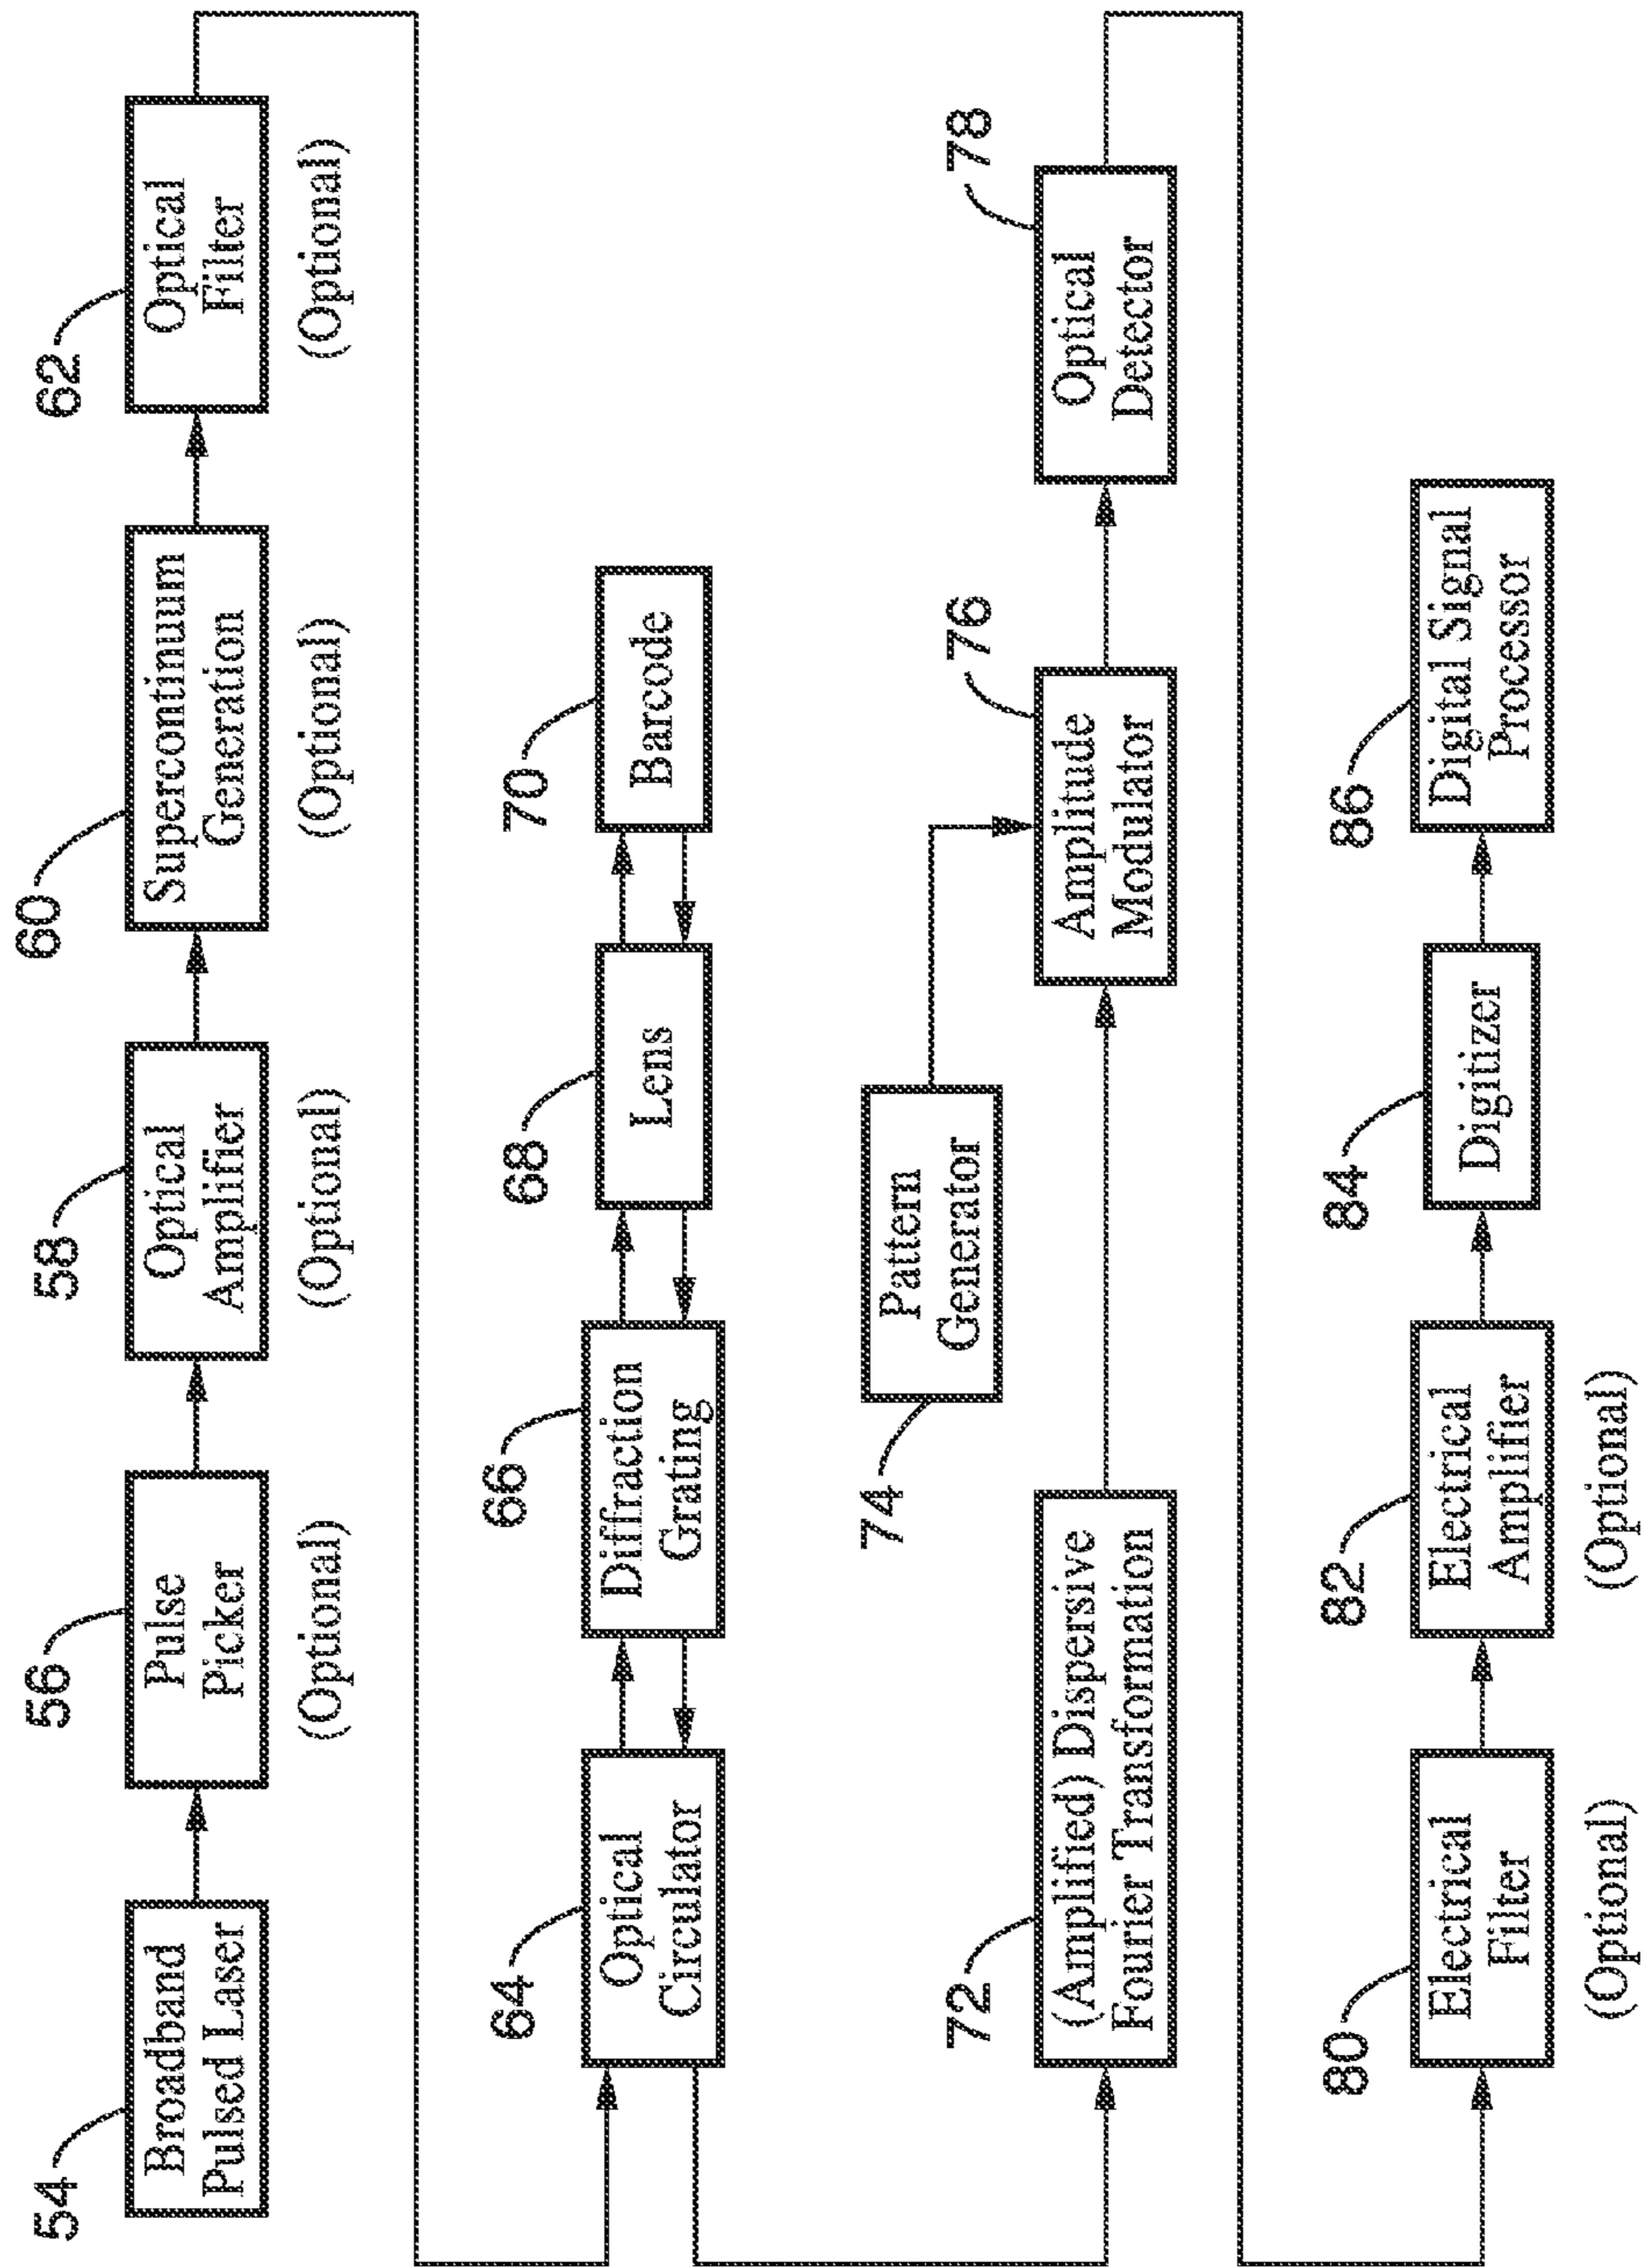 54
Broadband
Pulsed Laser
56
Pulse
Picker
(Optional)
58
Optical
Amplifier
(Optional)
60
Supercontinuum
Generation
(Optional)
62
Optical
Filter
(Optional)
64
Optical
Circulator
66
Diffraction
Grating
68
Lens
70
Barcode
72
(Amplified) Dispersive
Fourier Transformation
74
Pattern
Generator
76
Amplitude
Modulator
78
Optical
Detector
80
Electrical
Filter
(Optional)
82
Electrical
Amplifier
(Optional)
84
Digitizer
86
Digital Signal
Processor